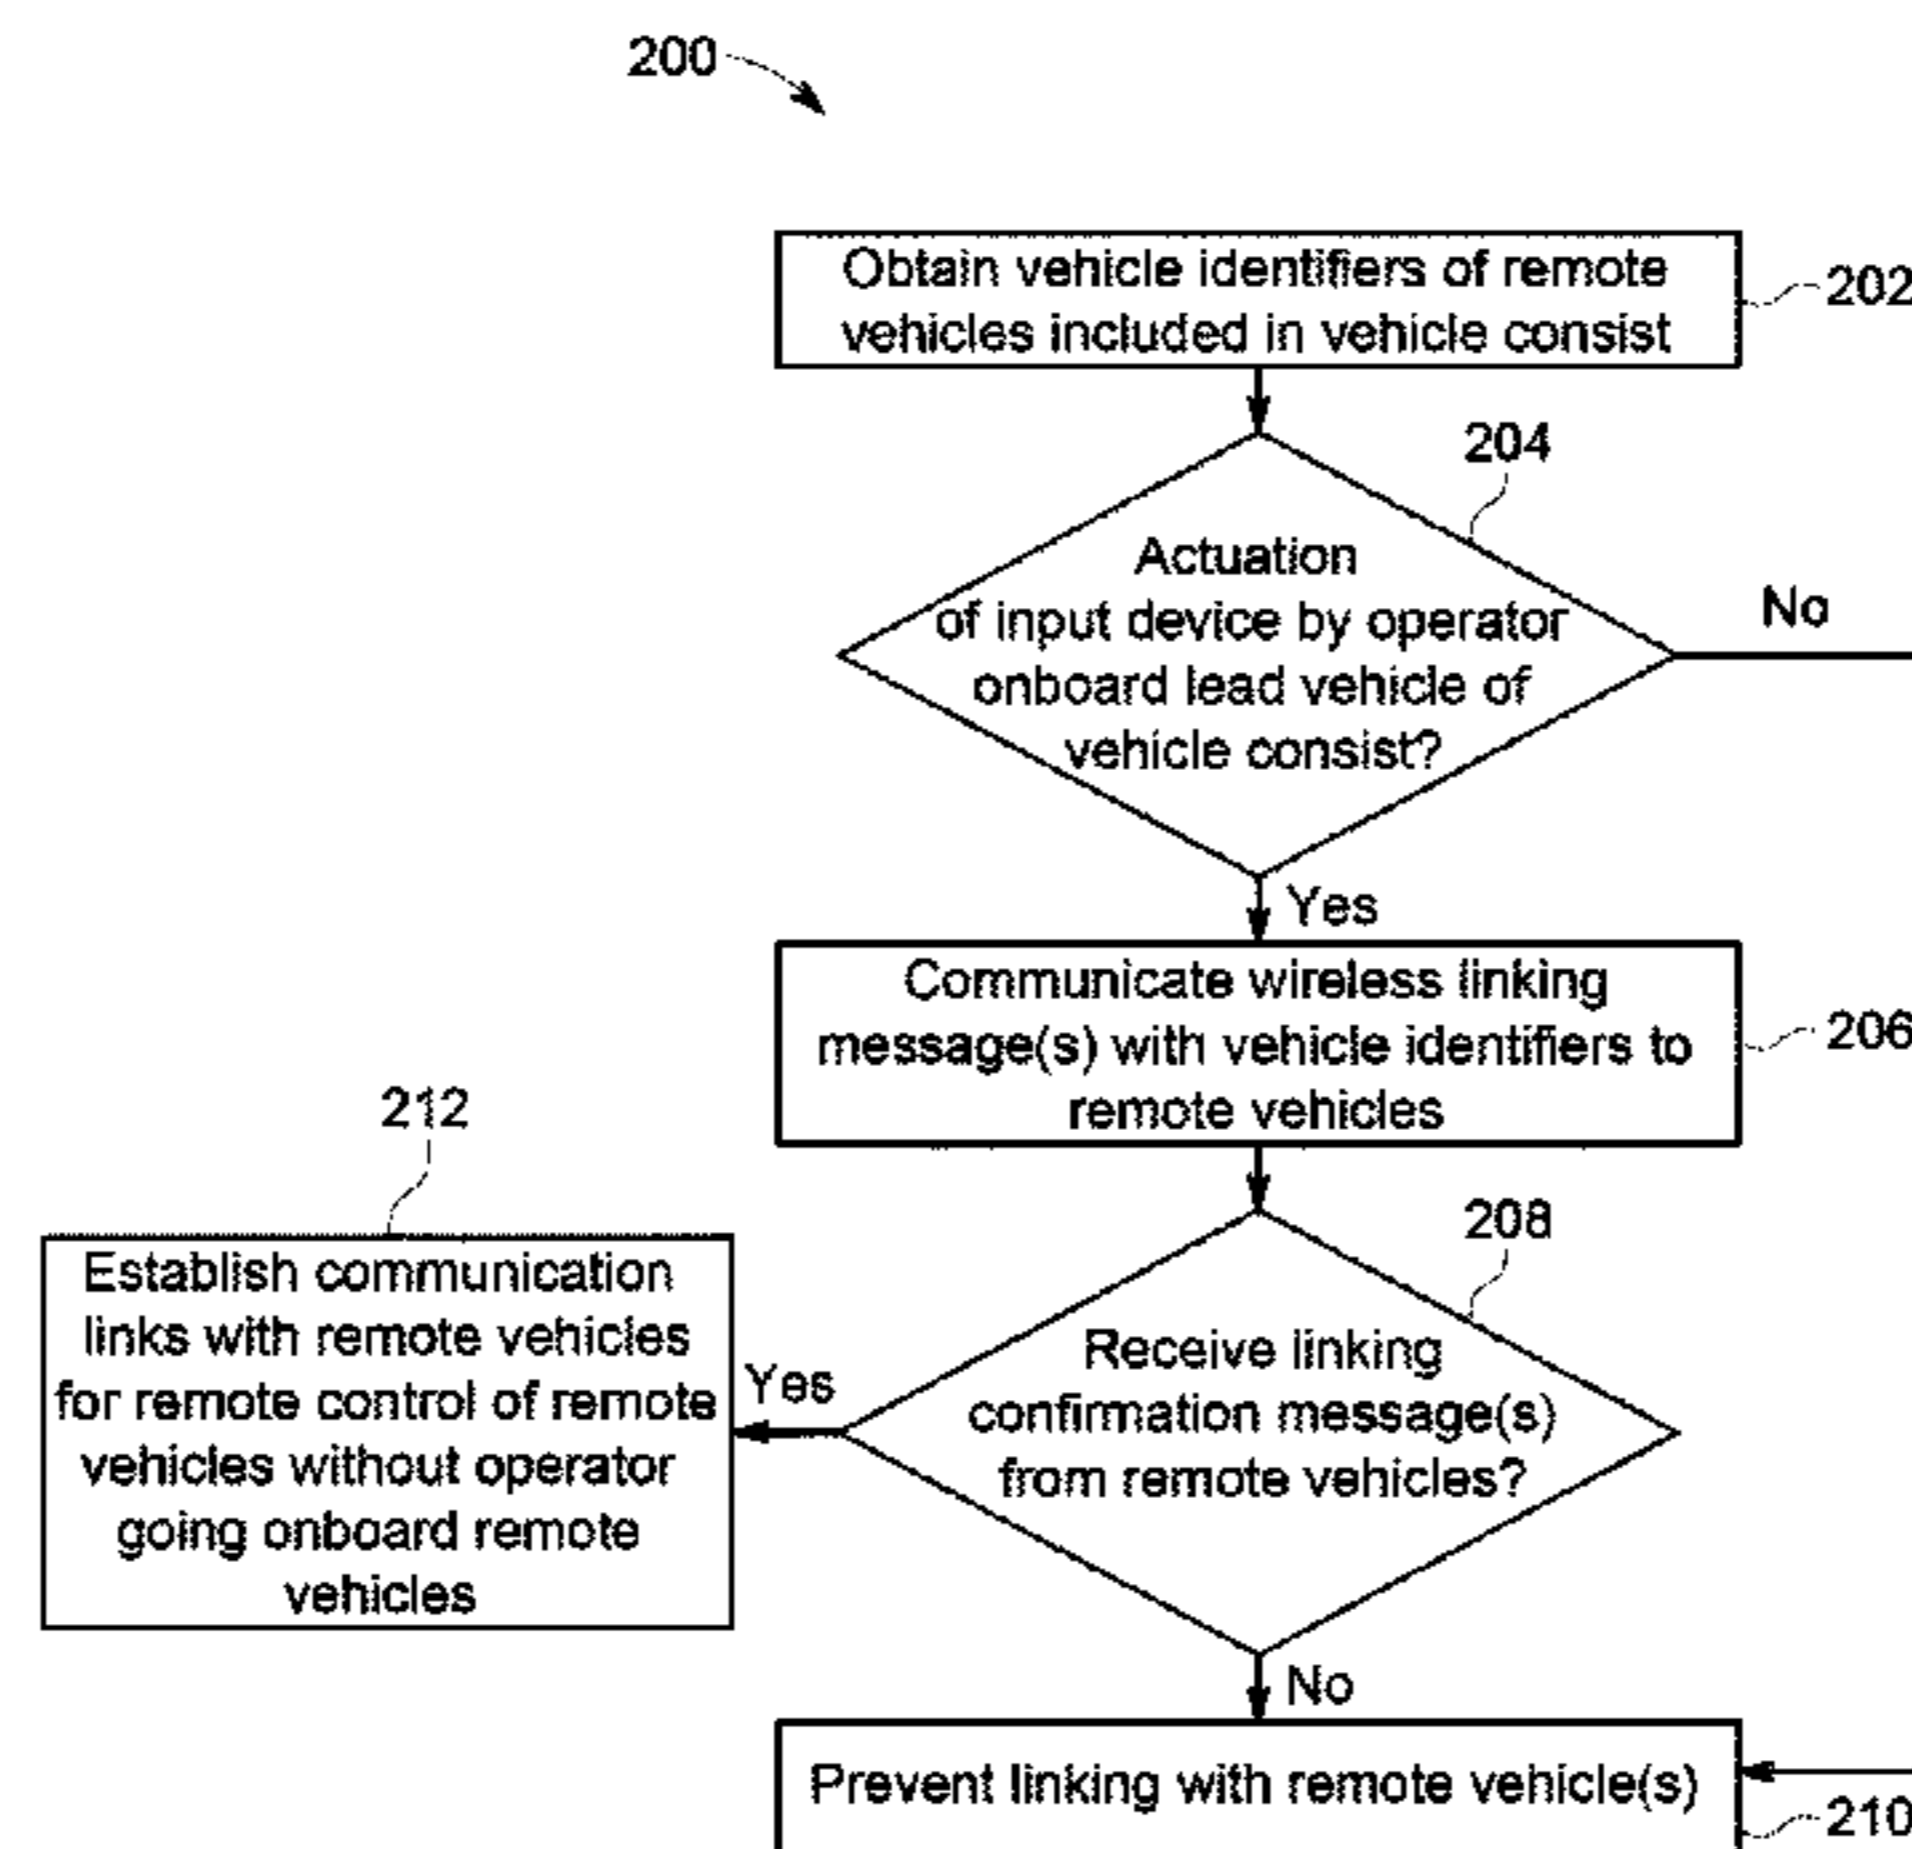 200
Obtain vehicle identifiers of remote
vehicles included in vehicle consist
202
204
Actuation
of input device by operator
onboard lead vehicle of
vehicle consist?
No
Yes
Communicate wireless linking
message(s) with vehicle identifiers to
remote vehicles
206
212
Establish communication
links with remote vehicles
for remote control of remote
vehicles without operator
going onboard remote
vehicles
Yes
208
Receive linking
confirmation message(s)
from remote vehicles?
No
Prevent linking with remote vehicle(s)
210